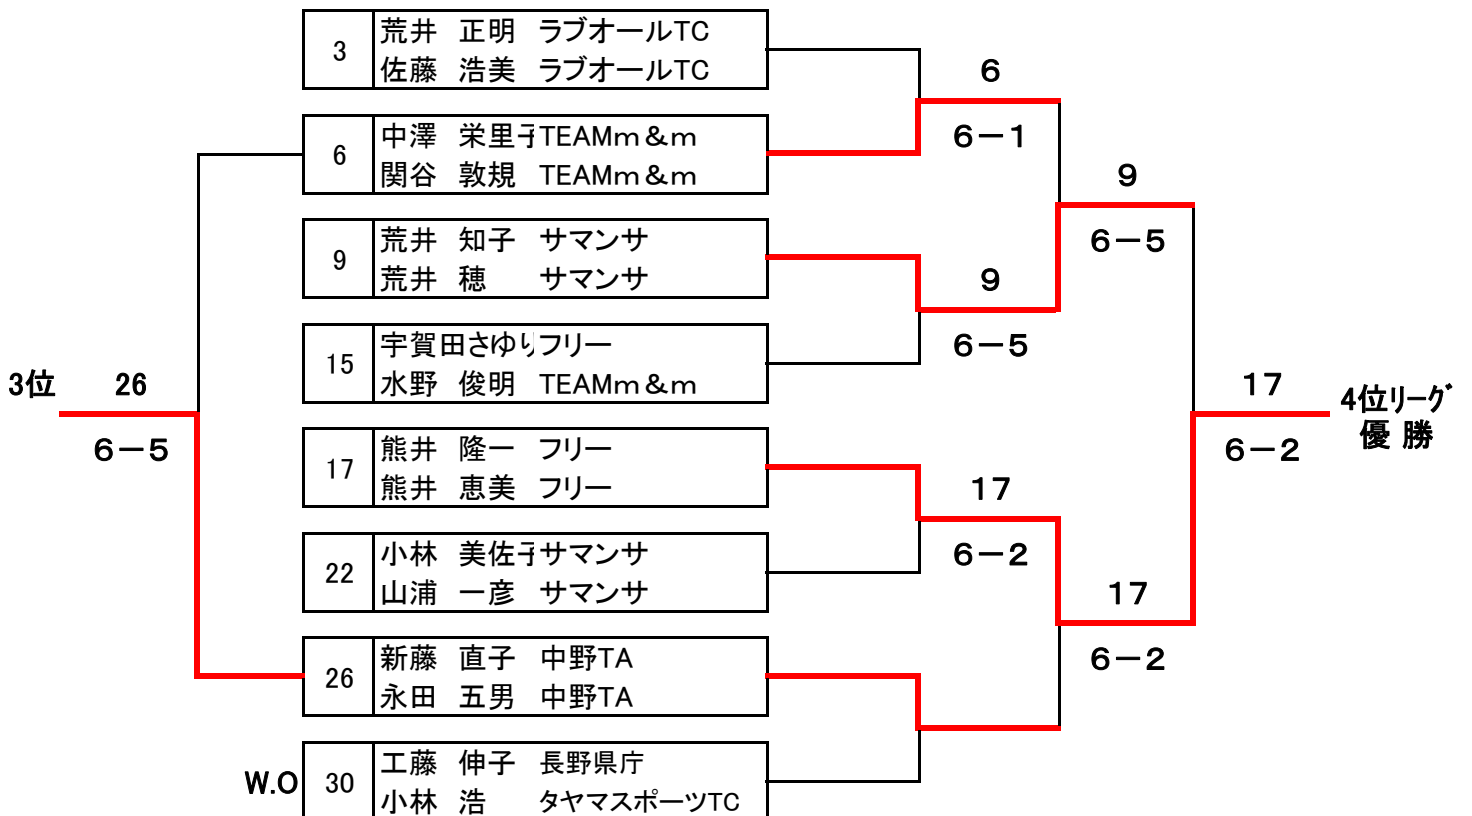 3 荒井 正明 ラブオールTC
佐藤 浩美 ラブオールTC
6
6 中澤 栄里子 TEAMm&m
関谷 敦規 TEAMm&m
6-1
9
9 荒井 知子 サマンサ
荒井 穂 サマンサ
6-5
9
15 宇賀田さゆり フリー
水野 俊明 TEAMm&m
6-5
3位 26
6-5
17 4位リーグ
優 勝
6-2
17 熊井 隆一 フリー
熊井 恵美 フリー
17
6-2
22 小林 美佐子 サマンサ
山浦 一彦 サマンサ
17
6-2
26 新藤 直子 中野TA
永田 五男 中野TA
W.O 30 工藤 伸子 長野県庁
小林 浩 タヤマスポーツTC